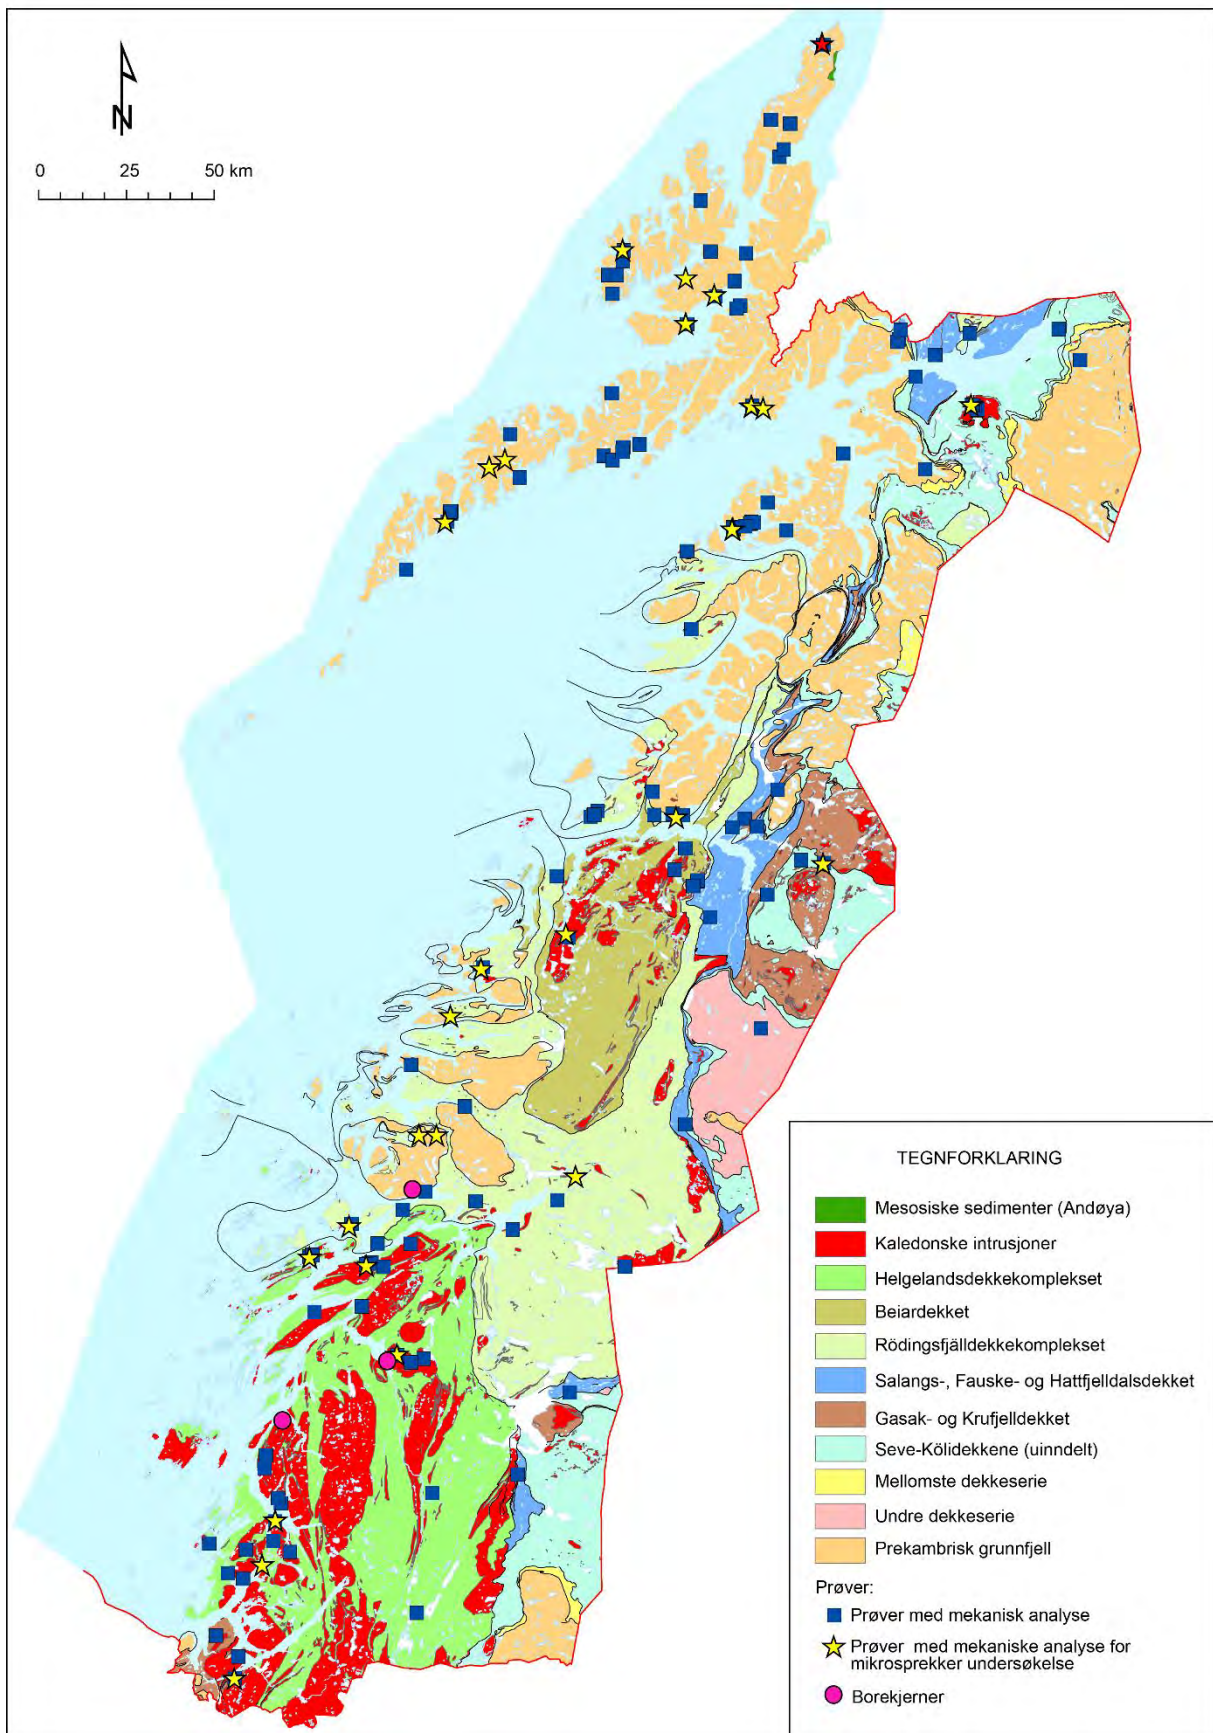 N
0 25 50 km
TEGNFORKLARING
Mesosiske sedimenter (Andøya)
Kaledonske intrusjoner
Helgelandsdekkekomplekset
Beiardekket
Rödingsfjälldekkekomplekset
Salangs-, Fauske- og Hattfjelldalsdekket
Gasak- og Krufjelldekket
Seve-Kölidekkene (uinndelt)
Mellomste dekkeserie
Undre dekkeserie
Prekambrisk grunnfjell
Prøver:
Prøver med mekanisk analyse
Prøver med mekaniske analyse for
mikrosprekker undersøkelse
Borekjerner